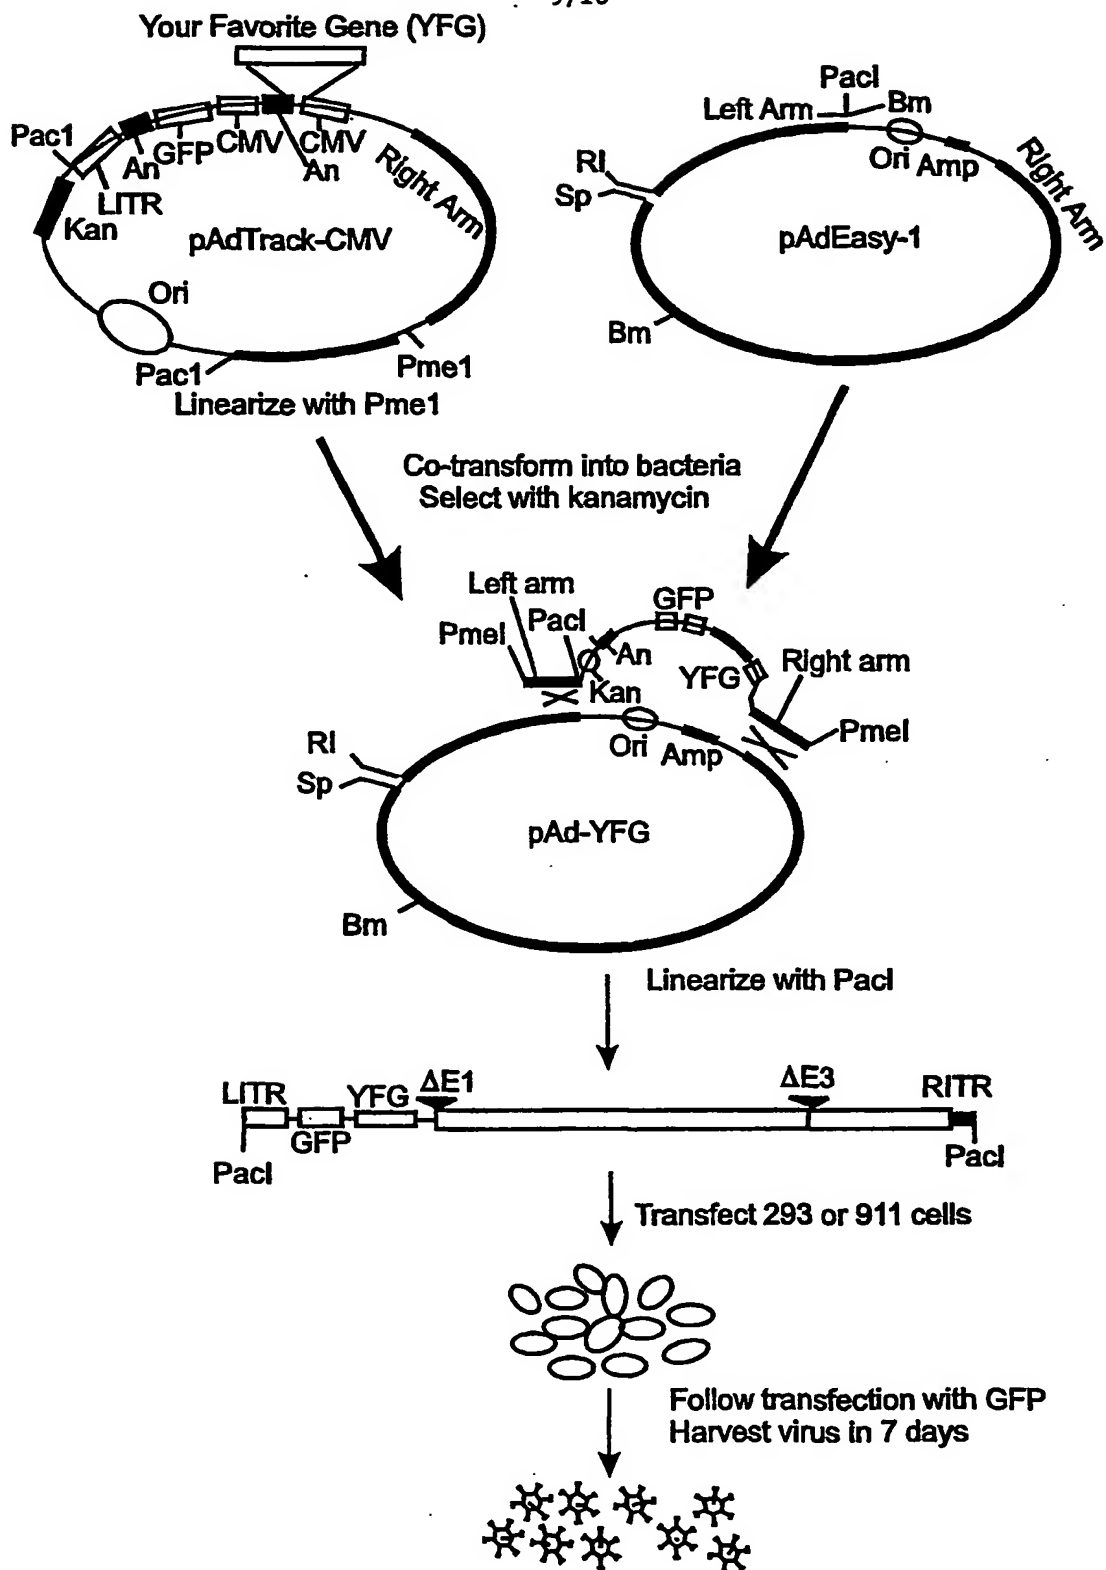 9/10
Your Favorite Gene (YFG)
Pac1
An
GFP
CMV
An
CMV
Right Arm
LITR
Kan
pAdTrack-CMV
Ori
Pac1
Pme1
Linearize with Pme1
PacI
Left Arm
Bm
Ori
Amp
Right Arm
RI
Sp
pAdEasy-1
Bm
Co-transform into bacteria
Select with kanamycin
Left arm
PacI
PmeI
GFP
An
Kan
YFG
Right arm
PmeI
RI
Sp
Ori
Amp
pAd-YFG
Bm
Linearize with PacI
LITR
GFP
YFG
ΔE1
ΔE3
RITR
PacI
PacI
Transfect 293 or 911 cells
Follow transfection with GFP
Harvest virus in 7 days